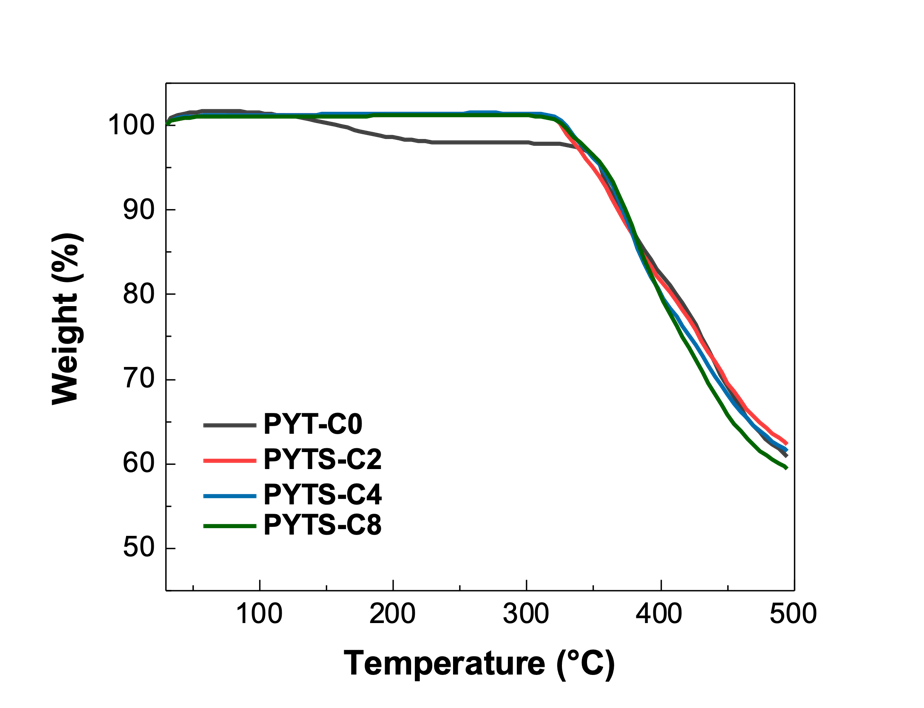 100
90
80
70
60
50
Weight (%)
PYT-C0
PYTS-C2
PYTS-C4
PYTS-C8
100 200 300 400 500
Temperature (°C)